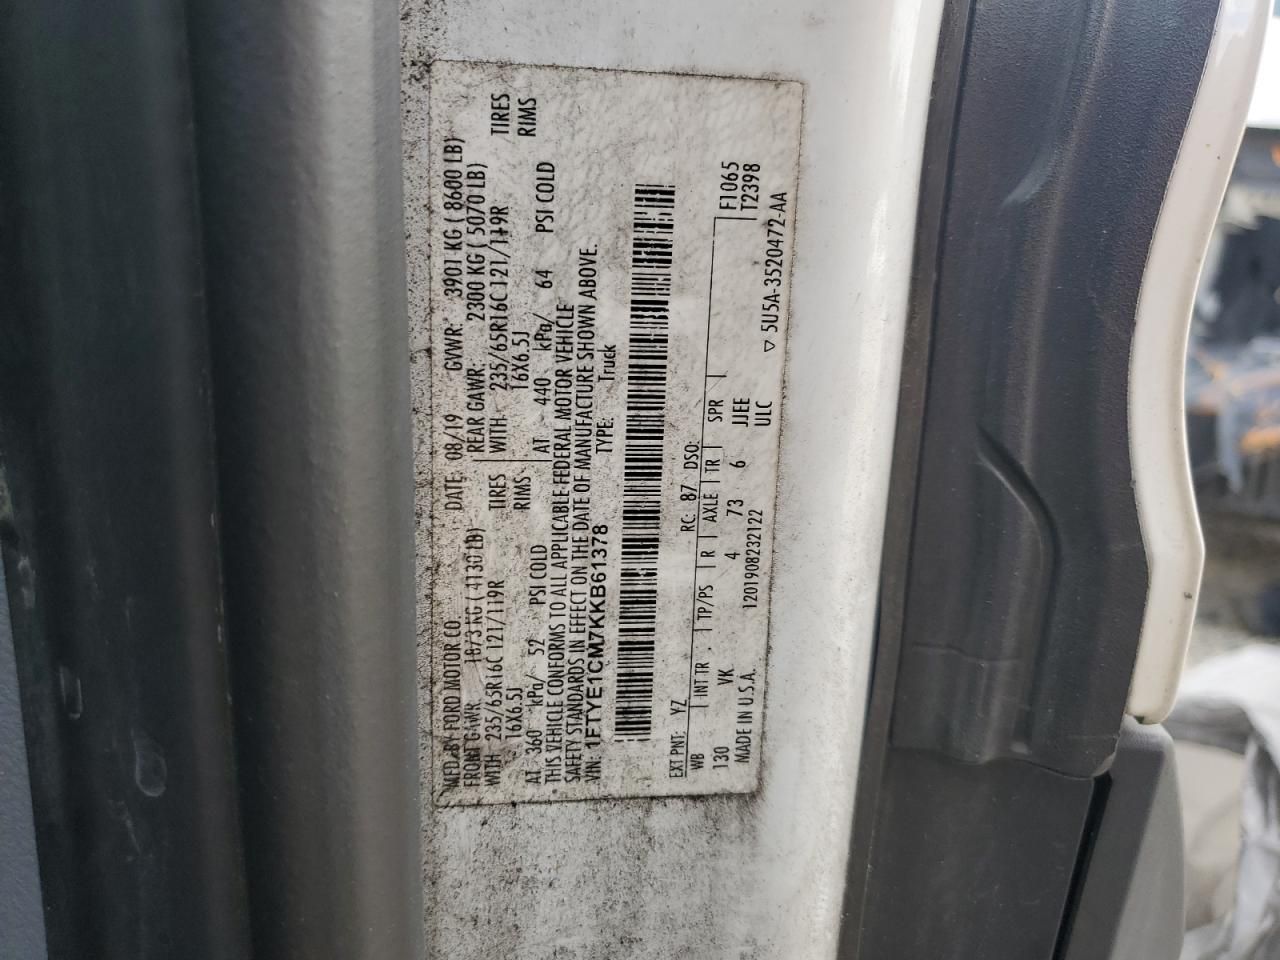 MFD. BY FORD MOTOR CO. DATE: 08/19 GVWR: 3901 KG ( 8600 LB)
FRONT GAWR: 1873 KG ( 4130 LB) REAR GAWR: 2300 KG ( 5070 LB)
WITH 235/65R16C 121/119R TIRES WITH 235/65R16C 121/119R TIRES
16X6.5J RIMS 16X6.5J RIMS
AT 360 kPa/ 52 PSI COLD AT 440 kPa/ 64 PSI COLD
THIS VEHICLE CONFORMS TO ALL APPLICABLE FEDERAL MOTOR VEHICLE
SAFETY STANDARDS IN EFFECT ON THE DATE OF MANUFACTURE SHOWN ABOVE.
VIN: 1FTYE1CM7KKB61378 TYPE: Truck
EXT PNT: YZ RC: 87 DSO:
WB INT TR TP/PS R AXLE TR SPR F1065
130 VK 4 73 6 JJEE T2398
MADE IN U.S.A. 1201908232122 ULC
▽ 5U5A-3520472-AA